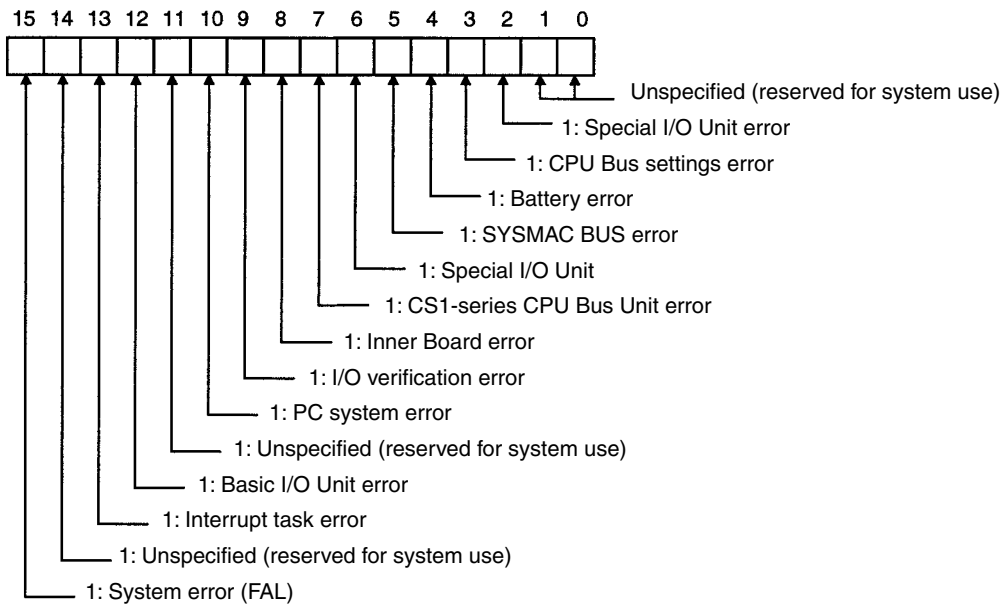 15 14 13 12 11 10 9 8 7 6 5 4 3 2 1 0
Unspecified (reserved for system use)
1: Special I/O Unit error
1: CPU Bus settings error
1: Battery error
1: SYSMAC BUS error
1: Special I/O Unit
1: CS1-series CPU Bus Unit error
1: Inner Board error
1: I/O verification error
1: PC system error
1: Unspecified (reserved for system use)
1: Basic I/O Unit error
1: Interrupt task error
1: Unspecified (reserved for system use)
1: System error (FAL)